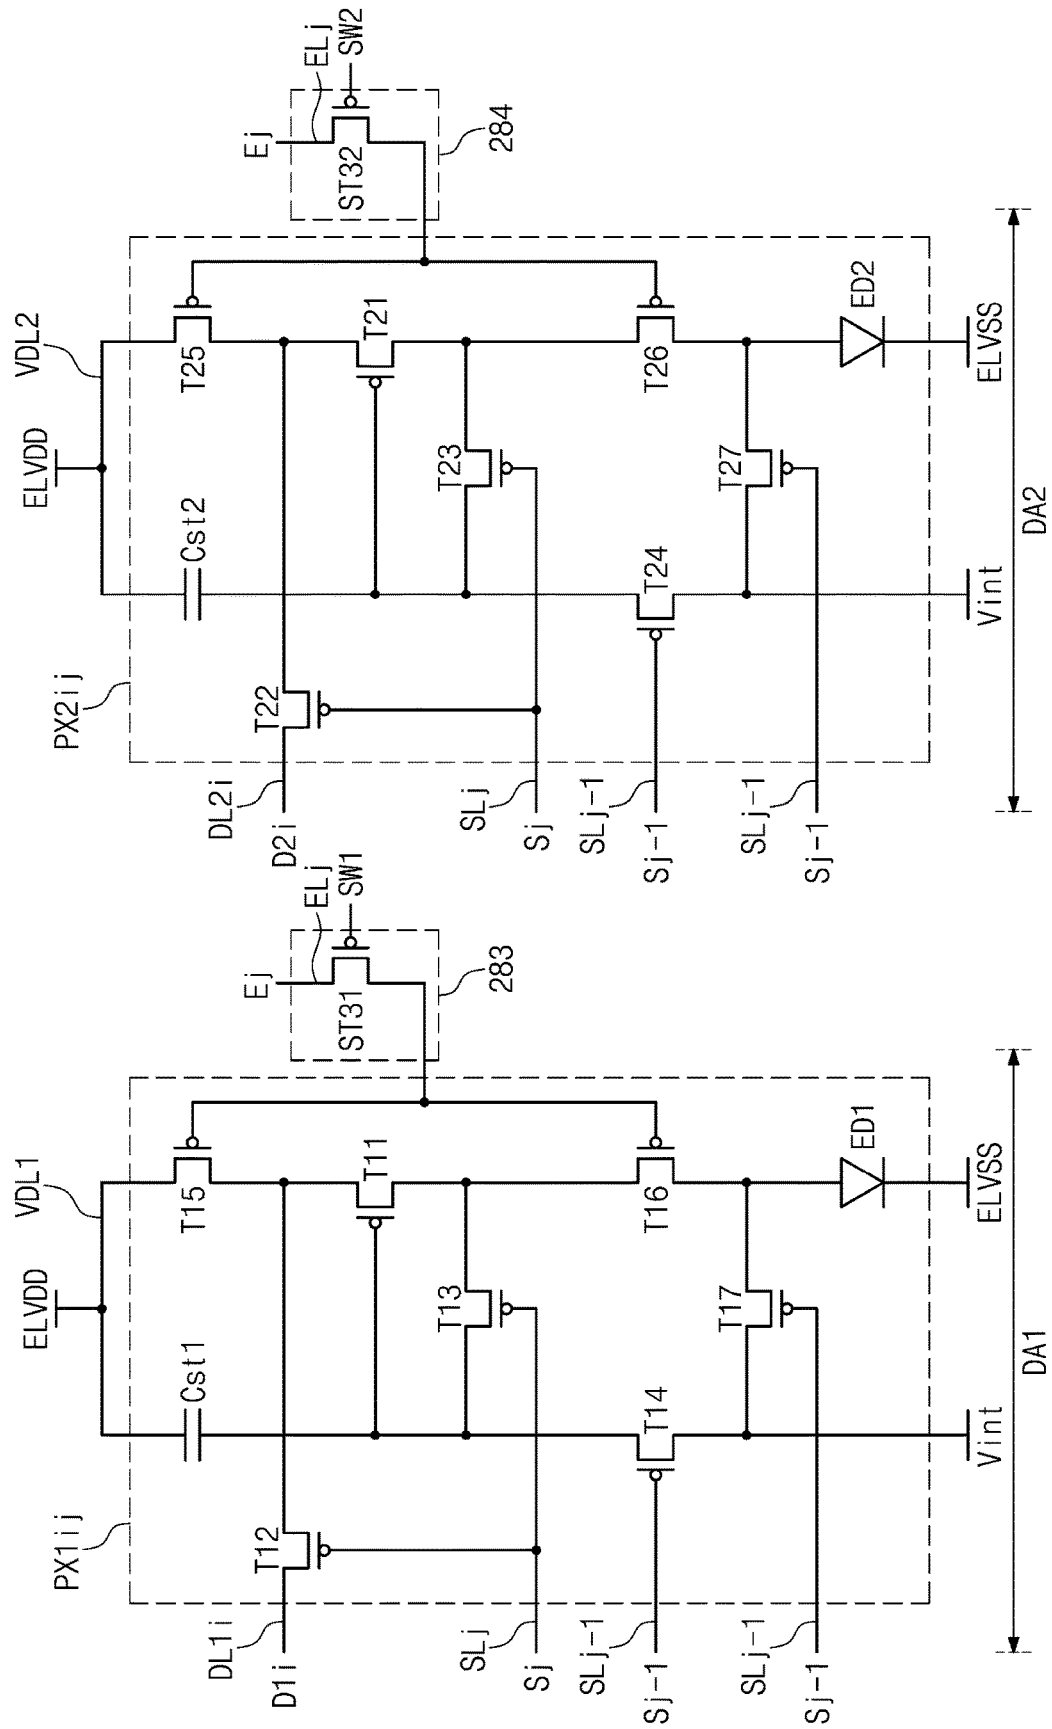 PX1ij
ELVDD
VDL1
Cst1
T15
DL1i
D1i
T12
T11
Ej
ELj
SW1
ST31
283
T13
SLj
Sj
SLj-1
Sj-1
T14
T16
T17
SLj-1
Sj-1
ED1
Vint
ELVSS
DA1
PX2ij
ELVDD
VDL2
Cst2
T25
DL2i
D2i
T22
T21
Ej
ELj
SW2
ST32
284
T23
SLj
Sj
SLj-1
Sj-1
T24
T26
T27
SLj-1
Sj-1
ED2
Vint
ELVSS
DA2